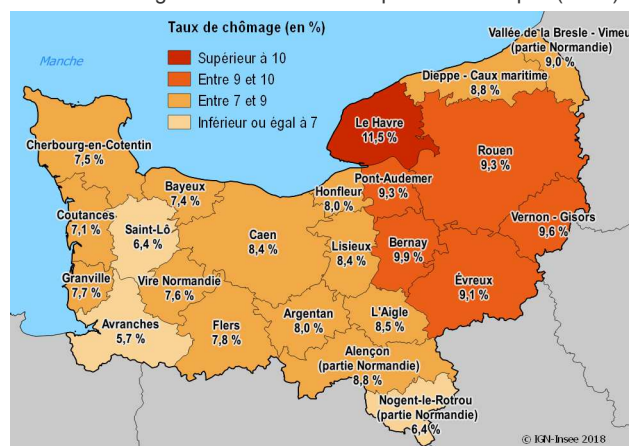 Taux de chômage (en %)
Supérieur à 10
Entre 9 et 10
Entre 7 et 9
Inférieur ou égal à 7
Manche
Vallée de la Bresle - Vimeu
(partie Normandie)
9,0 %
Dieppe - Caux maritime
8,8 %
Le Havre
11,5 %
Rouen
9,3 %
Cherbourg-en-Cotentin
7,5 %
Bayeux
7,4 %
Honfleur
8,0 %
Pont-Audemer
9,3 %
Coutances
7,1 %
Saint-Lô
6,4 %
Caen
8,4 %
Lisieux
8,4 %
Bernay
9,9 %
Vernon - Gisors
9,6 %
Granville
7,7 %
Vire Normandie
7,6 %
Évreux
9,1 %
Avranches
5,7 %
Flers
7,8 %
Argentan
8,0 %
L'Aigle
8,5 %
Alençon
(partie Normandie)
8,8 %
Nogent-le-Rotrou
(partie Normandie)
6,4 %
© IGN-Insee 2018